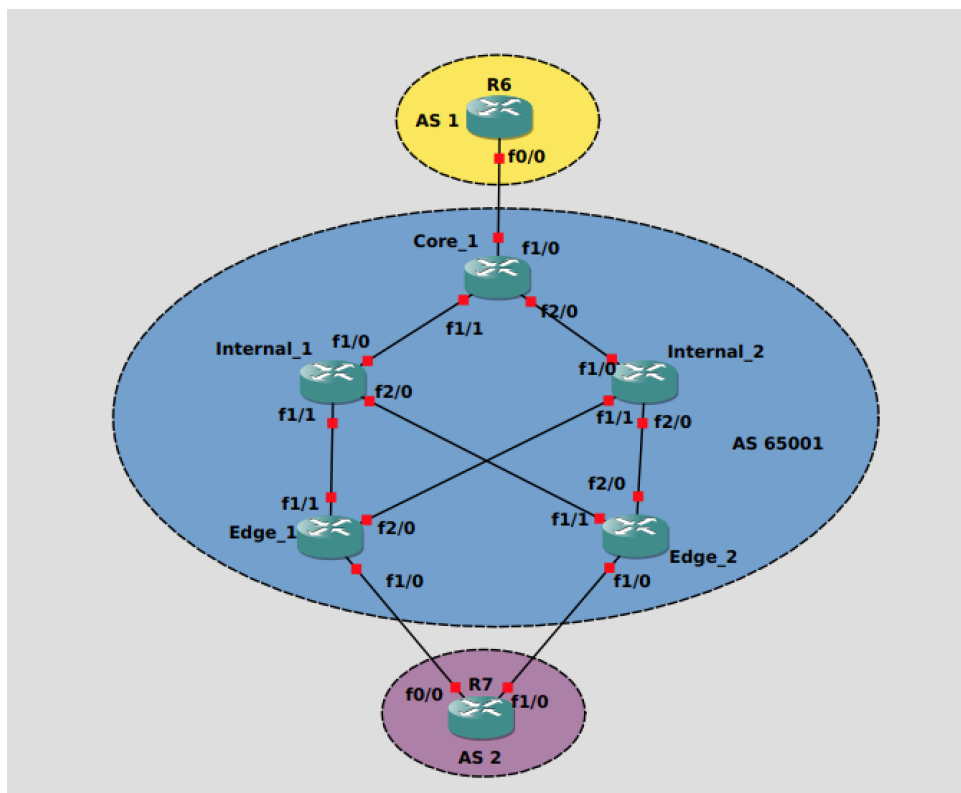 R6
AS 1
f0/0
Core_1
f1/0
f1/1
f2/0
Internal_1
f1/0
f2/0
f1/1
Internal_2
f1/0
f1/1
f2/0
AS 65001
f1/1
Edge_1
f2/0
f1/0
f2/0
f1/1
Edge_2
f1/0
R7
f0/0
f1/0
AS 2